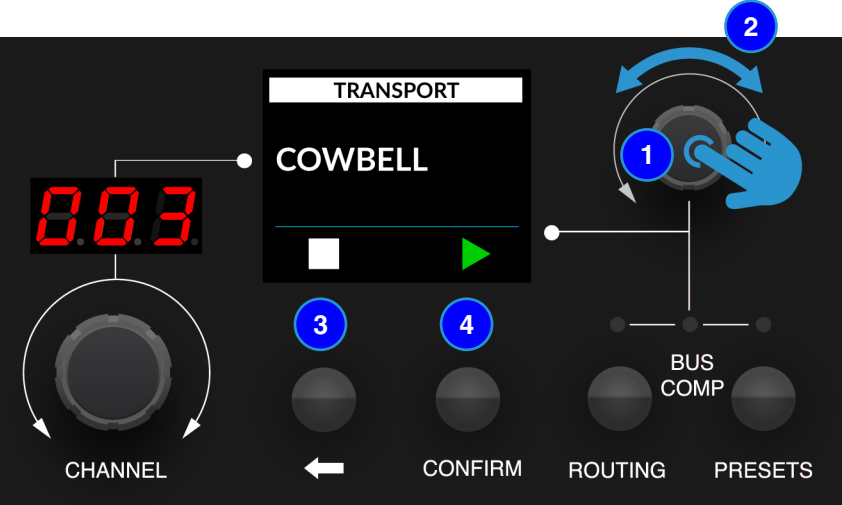 2
TRANSPORT
1
COWBELL
003
3
4
BUS
COMP
CHANNEL
CONFIRM
ROUTING
PRESETS